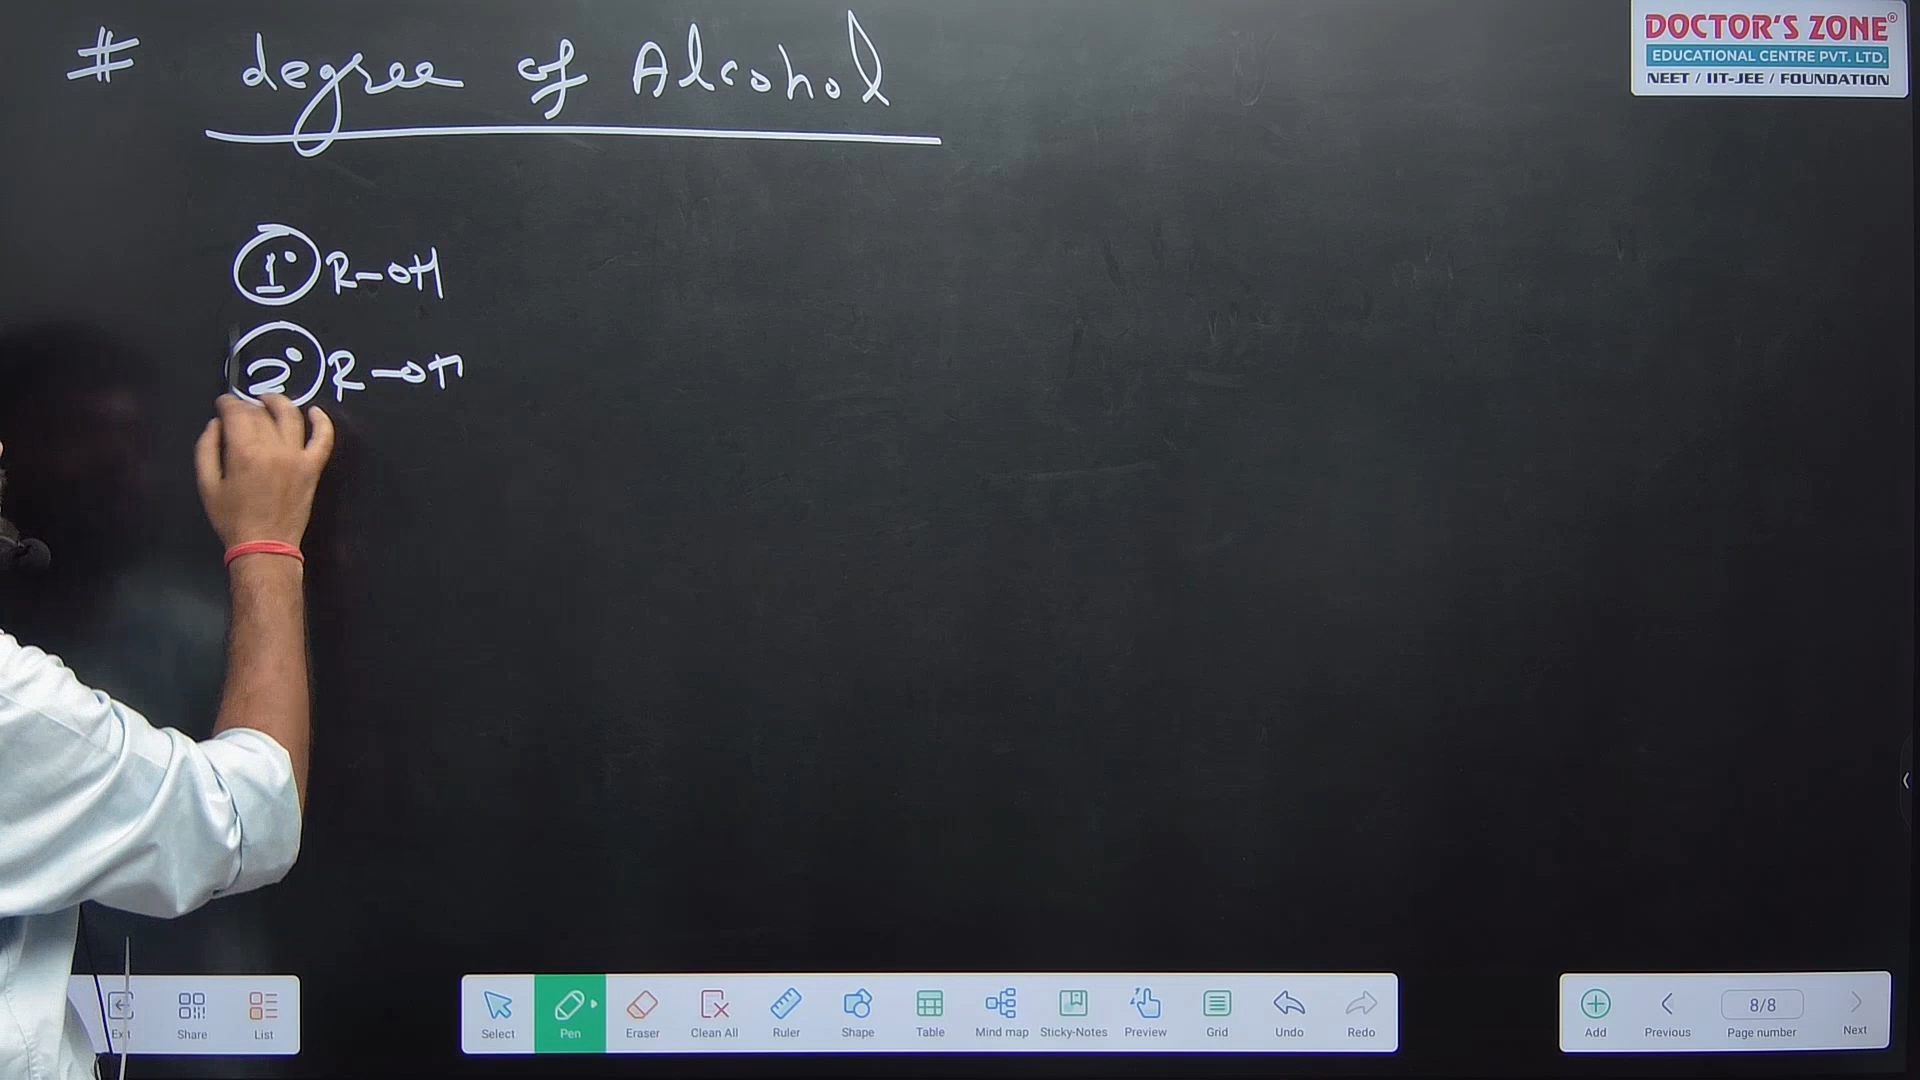 # degree of Alcohol
DOCTOR'S ZONE®
EDUCATIONAL CENTRE PVT. LTD.
NEET / IIT-JEE / FOUNDATION
1° R-OH
2° R-OH
Exit
Share
List
Select
Pen
Eraser
Clean All
Ruler
Shape
Table
Mind map
Sticky-Notes
Preview
Grid
Undo
Redo
Add
Previous
8/8
Page number
Next